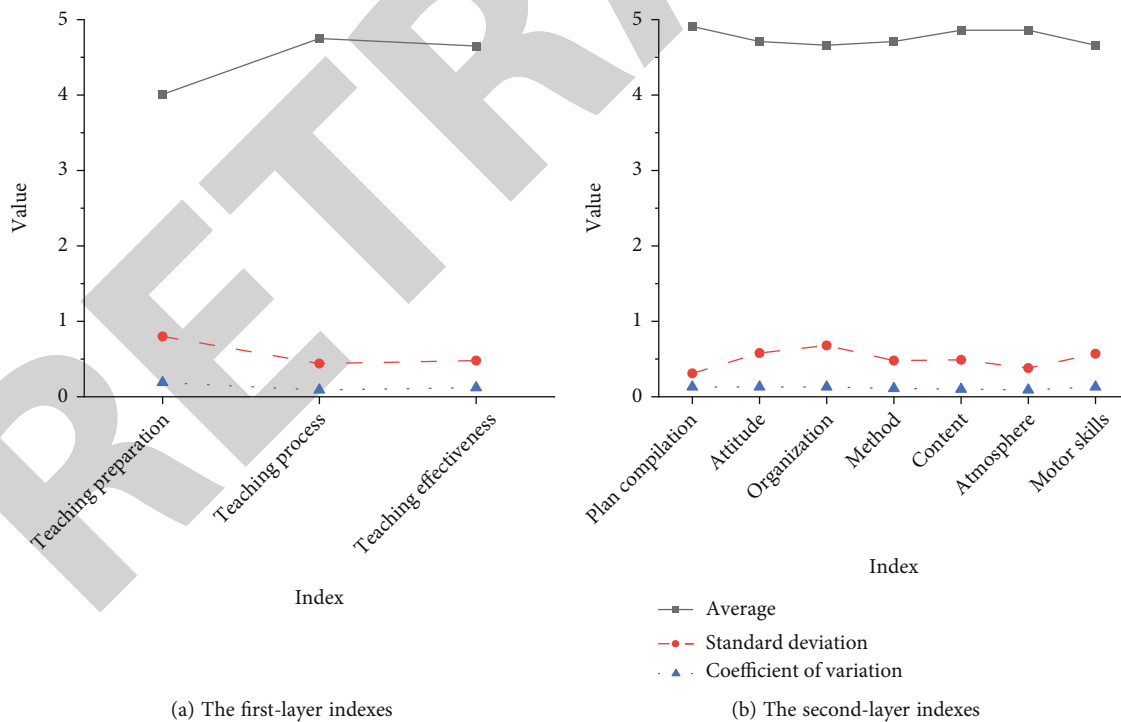 RETRA
5
4
3
2
1
0
Value
Teaching preparation
Teaching process
Teaching effectiveness
Index
(a) The first-layer indexes
5
4
3
2
1
0
Value
Plan compilation
Attitude
Organization
Method
Content
Atmosphere
Motor skills
Index
Average
Standard deviation
Coefficient of variation
(b) The second-layer indexes